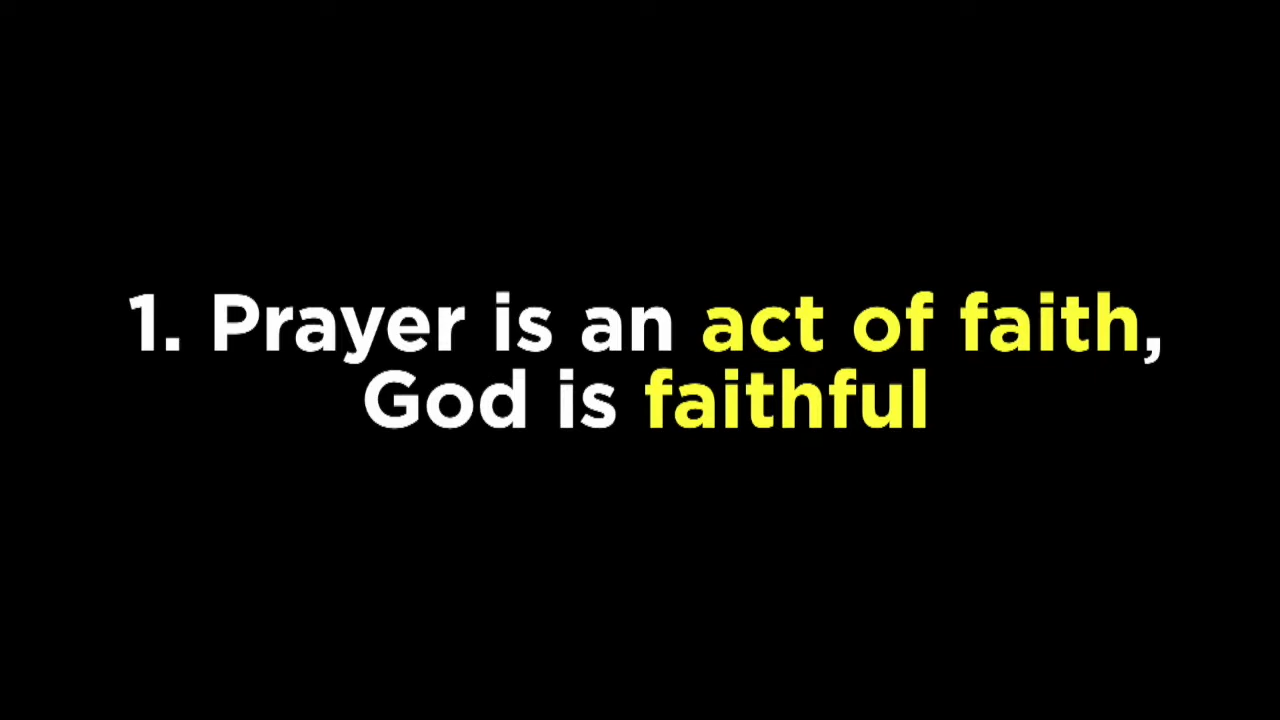 1. Prayer is an act of faith,
God is faithful